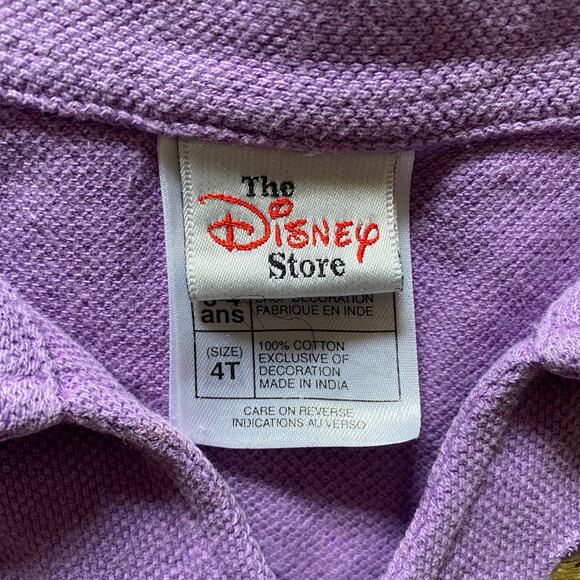 The
Disney
Store
ans
FABRIQUE EN INDE
(SIZE)
4T
100% COTTON
EXCLUSIVE OF
DECORATION
MADE IN INDIA
CARE ON REVERSE
INDICATIONS AU VERSO